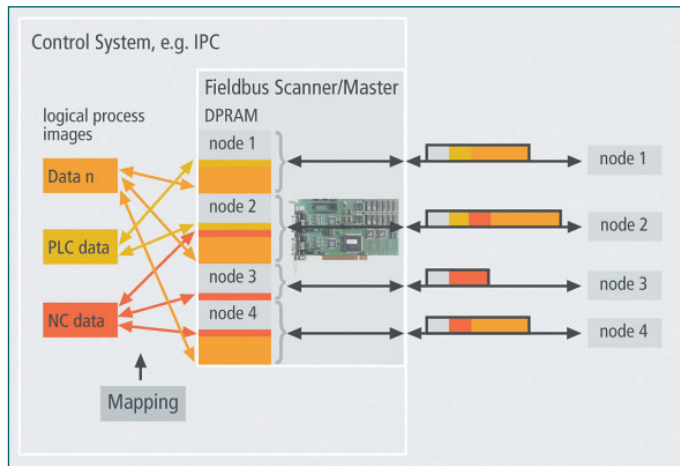 Control System, e.g. IPC
Fieldbus Scanner/Master
DPRAM
logical process
images
Data n
PLC data
NC data
Mapping
node 1
node 2
node 3
node 4
node 1
node 2
node 3
node 4